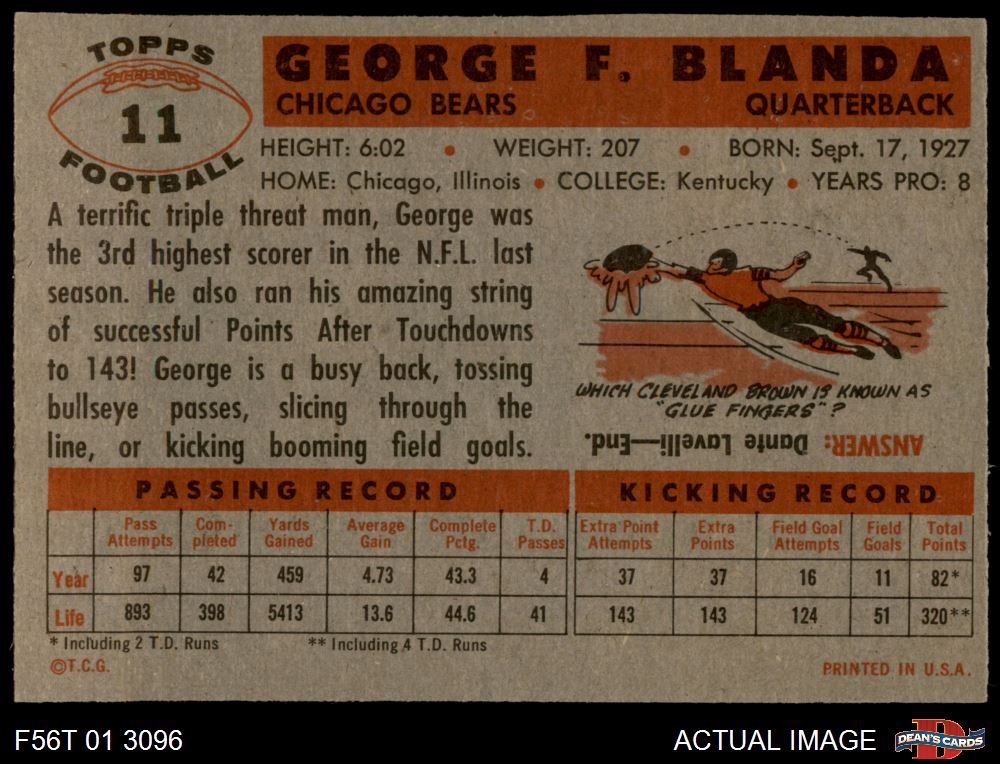 TOPPS
11
FOOTBALL
GEORGE F. BLANDA
CHICAGO BEARS QUARTERBACK
HEIGHT: 6:02 • WEIGHT: 207 • BORN: Sept. 17, 1927
HOME: Chicago, Illinois • COLLEGE: Kentucky • YEARS PRO: 8
A terrific triple threat man, George was
the 3rd highest scorer in the N.F.L. last
season. He also ran his amazing string
of successful Points After Touchdowns
to 143! George is a busy back, tossing
bullseye passes, slicing through the
line, or kicking booming field goals.
WHICH CLEVELAND BROWN IS KNOWN AS
"GLUE FINGERS"?
ANSWER: Dante Lavelli—End.
PASSING RECORD
Pass Attempts Com-pleted Yards Gained Average Gain Complete Pctg. T.D. Passes
Year 97 42 459 4.73 43.3 4
Life 893 398 5413 13.6 44.6 41
KICKING RECORD
Extra Point Attempts Extra Points Field Goal Attempts Field Goals Total Points
37 37 16 11 82*
143 143 124 51 320**
* Including 2 T.D. Runs ** Including 4 T.D. Runs
©T.C.G. PRINTED IN U.S.A.
F56T 01 3096 ACTUAL IMAGE DEAN'S CARDS